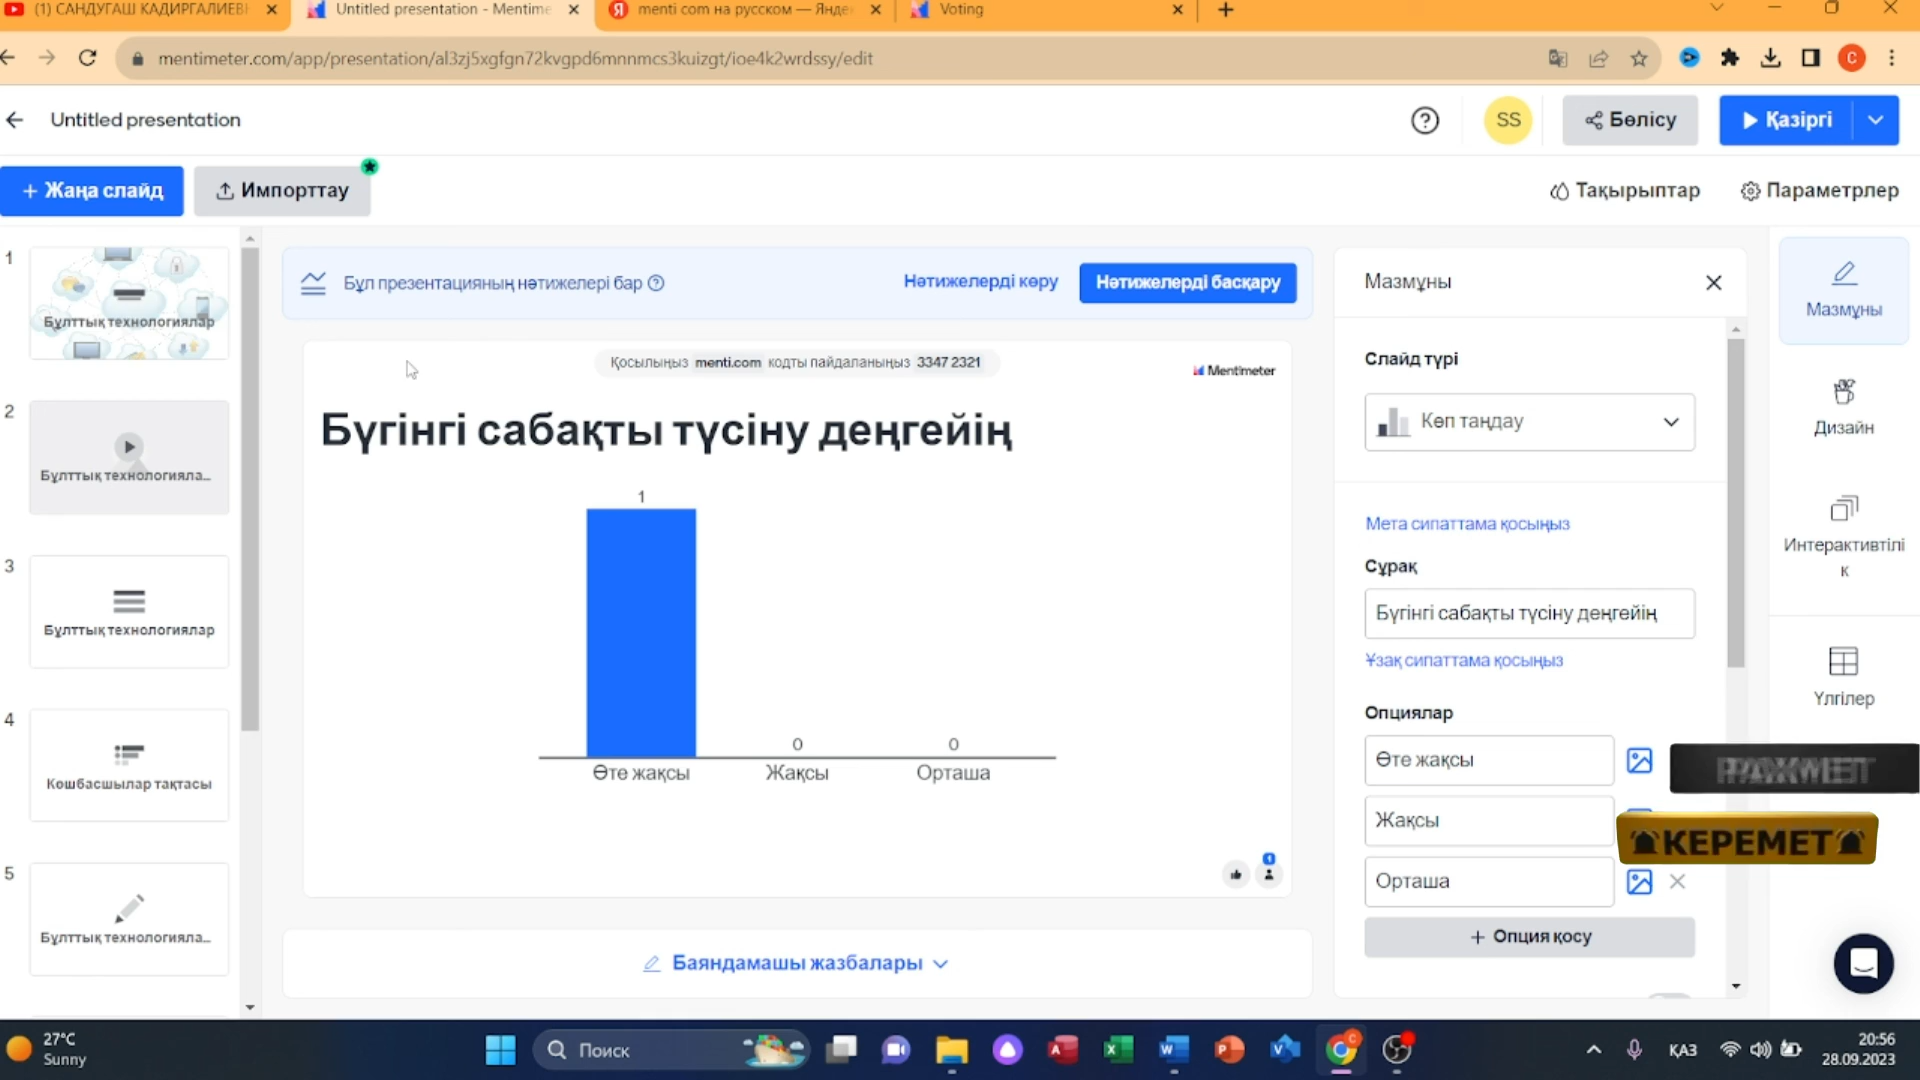 (1) САНДУГАШ КАДИРГАЛИЕВ
Untitled presentation - Mentime
menti com на русском — Янде
Voting
mentimeter.com/app/presentation/al3zj5xgfgn72kvgpd6mnnmcs3kuizgt/ioe4k2wrdssy/edit
C
Untitled presentation
SS
Бөлісу
Қазіргі
+ Жаңа слайд
Импорттау
Тақырыптар
Параметрлер
1
Бұлттық технологиялар
2
Бұлттық технологияла...
3
Бұлттық технологиялар
4
Көшбасшылар тақтасы
5
Бұлттық технологияла...
Бұл презентацияның нәтижелері бар
Нәтижелерді көру
Нәтижелерді басқару
Қосылыңыз menti.com кодты пайдаланыңыз 3347 2321
Mentimeter
Бүгінгі сабақты түсіну деңгейің
1
0
0
Өте жақсы
Жақсы
Орташа
1
Баяндамашы жазбалары
Мазмұны
Слайд түрі
Көп таңдау
Мета сипаттама қосыңыз
Сұрақ
Бүгінгі сабақты түсіну деңгейің
Ұзақ сипаттама қосыңыз
Опциялар
Өте жақсы
Жақсы
Орташа
+ Опция қосу
Мазмұны
Дизайн
Интерактивтілі
к
Үлгілер
КЕРЕМЕТ
27°C
Sunny
Поиск
ҚАЗ
20:56
28.09.2023